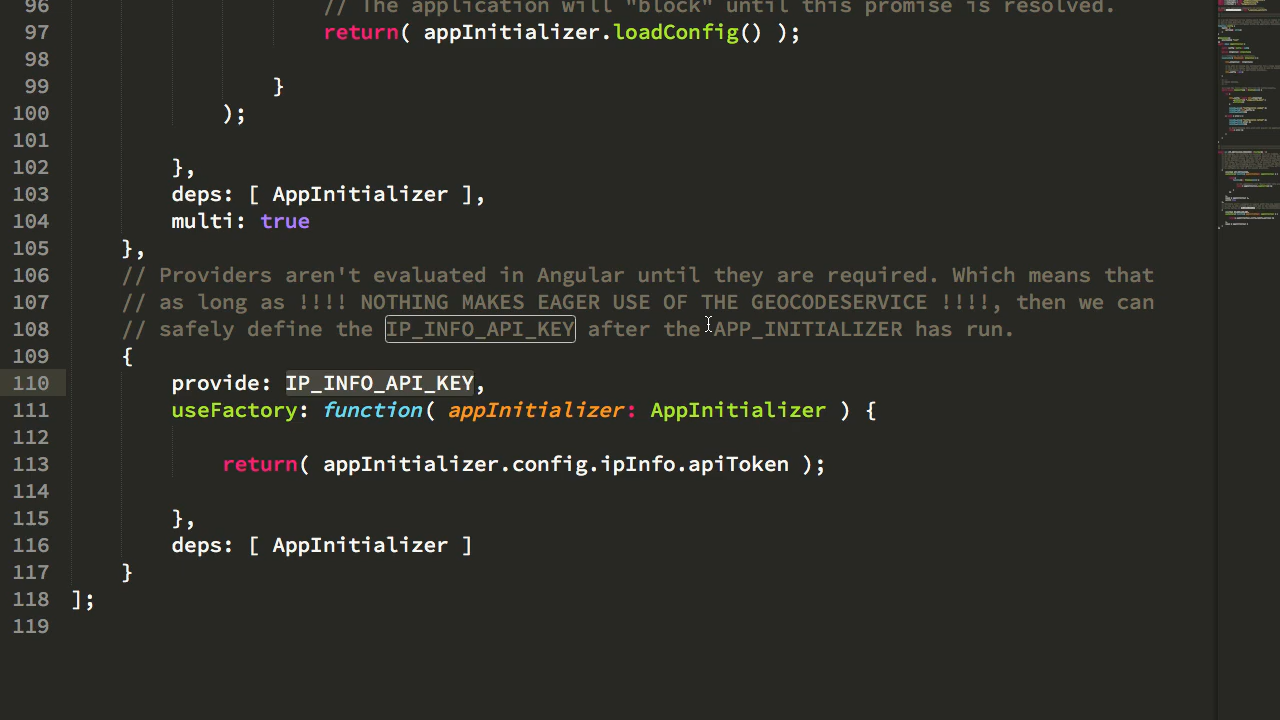 96 // The application will "block" until this promise is resolved.
97 return( appInitializer.loadConfig() );
98
99 }
100 );
101
102 },
103 deps: [ AppInitializer ],
104 multi: true
105 },
106 // Providers aren't evaluated in Angular until they are required. Which means that
107 // as long as !!!! NOTHING MAKES EAGER USE OF THE GEOCODESERVICE !!!!, then we can
108 // safely define the IP_INFO_API_KEY after the APP_INITIALIZER has run.
109 {
110 provide: IP_INFO_API_KEY,
111 useFactory: function( appInitializer: AppInitializer ) {
112
113 return( appInitializer.config.ipInfo.apiToken );
114
115 },
116 deps: [ AppInitializer ]
117 }
118 ];
119